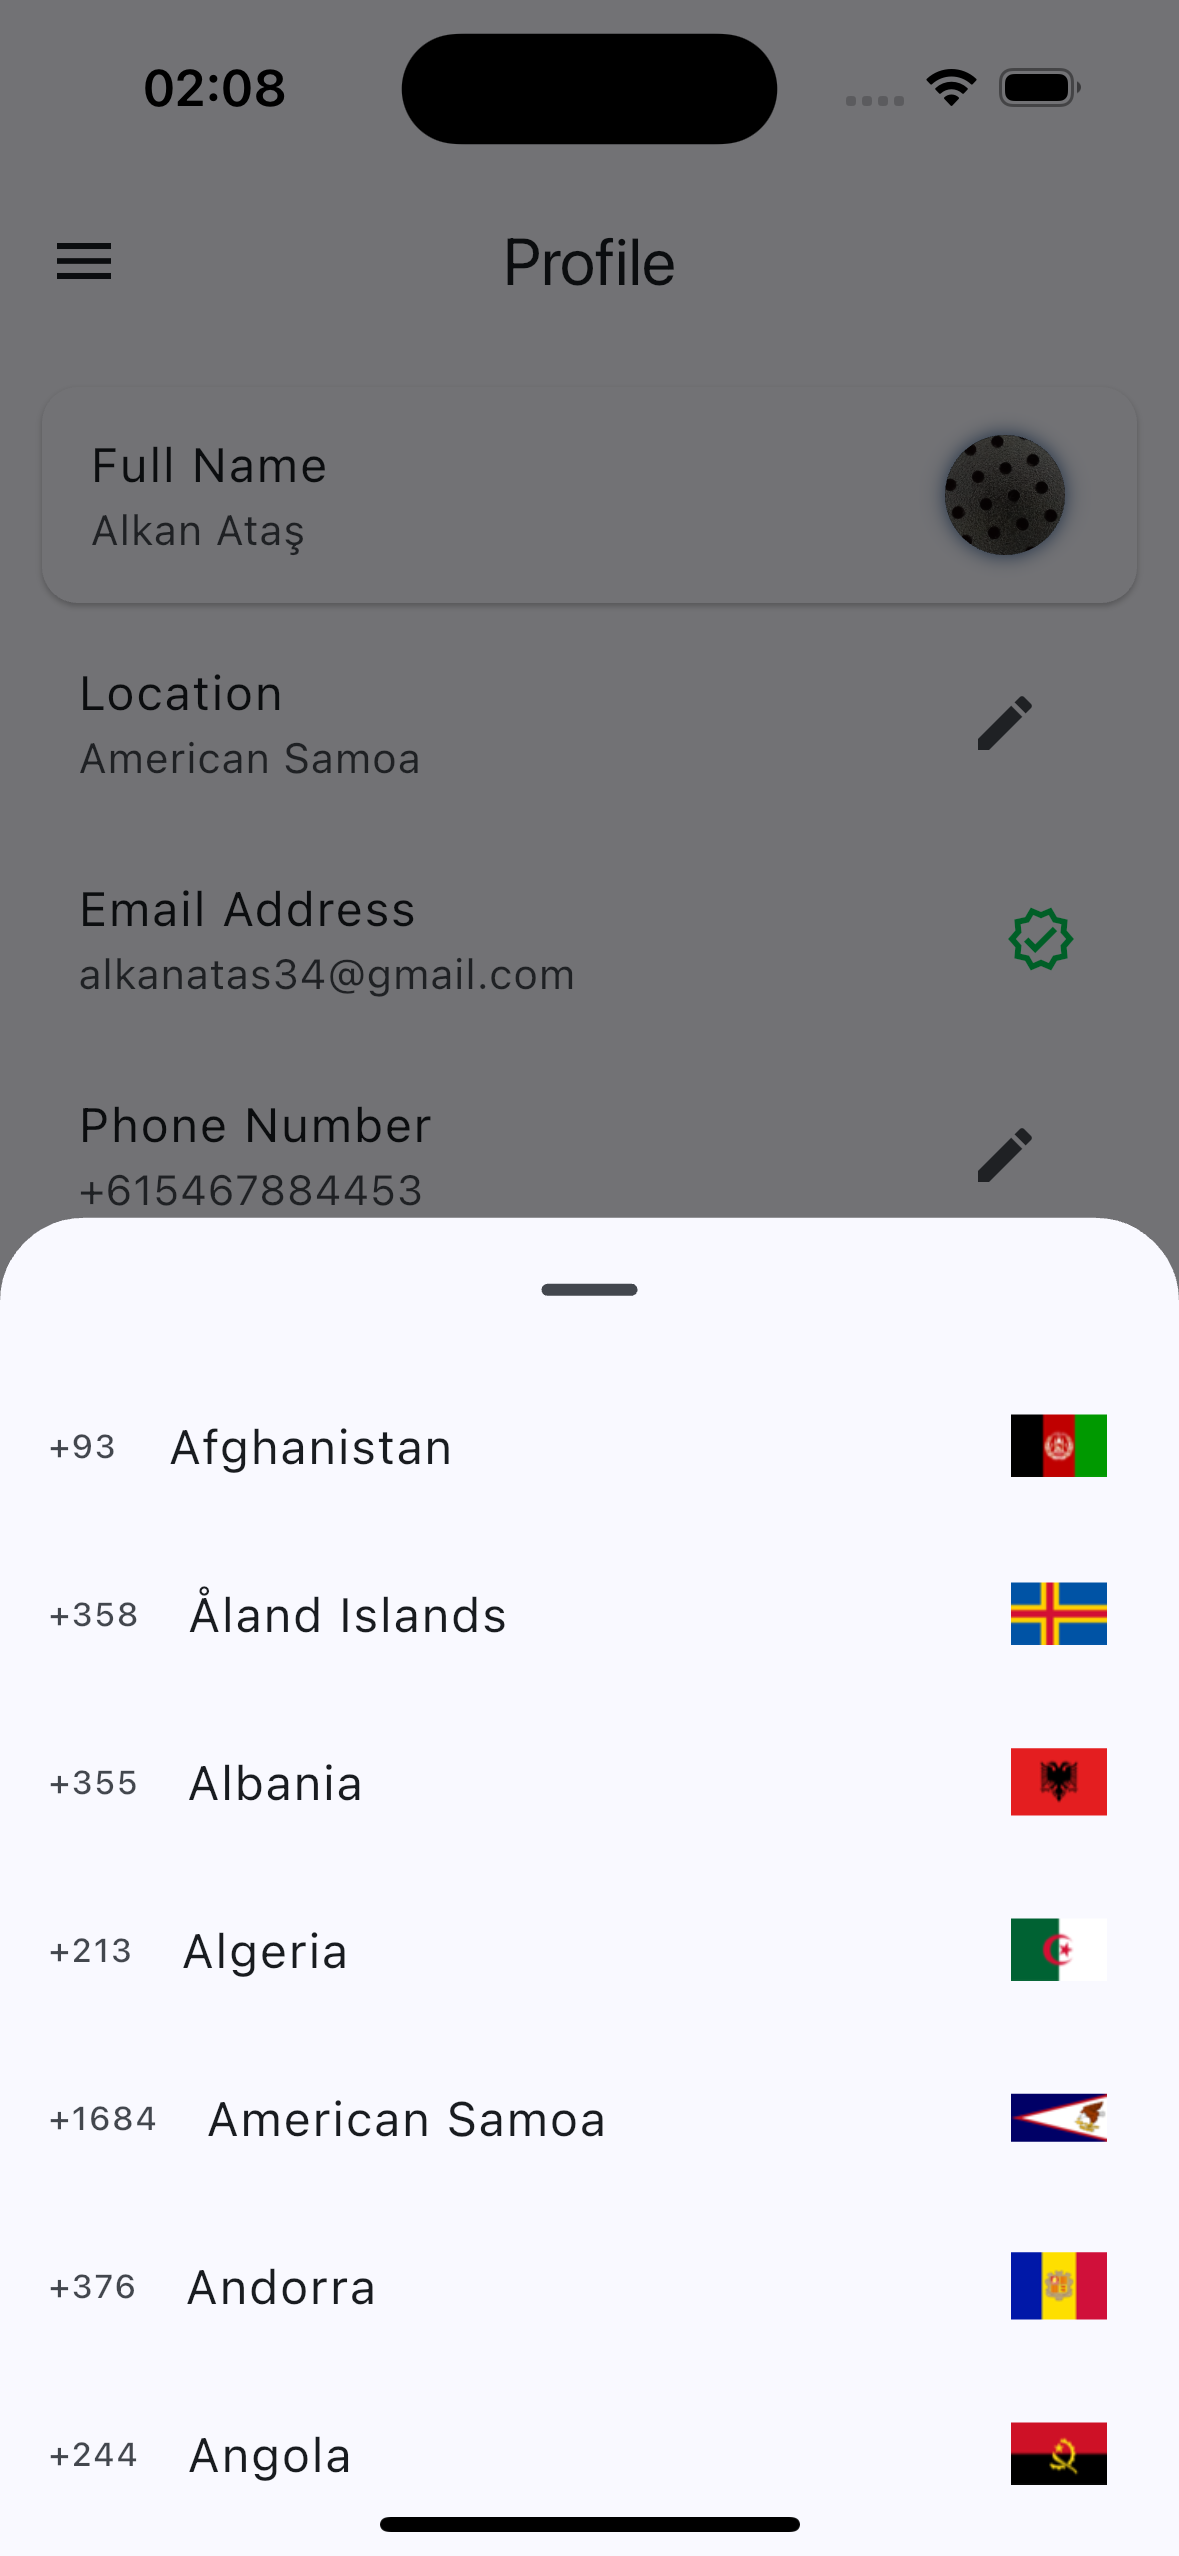 02:08
Profile
Full Name
Alkan Ataş
Location
American Samoa
Email Address
alkanatas34@gmail.com
Phone Number
+615467884453
+93 Afghanistan
+358 Åland Islands
+355 Albania
+213 Algeria
+1684 American Samoa
+376 Andorra
+244 Angola